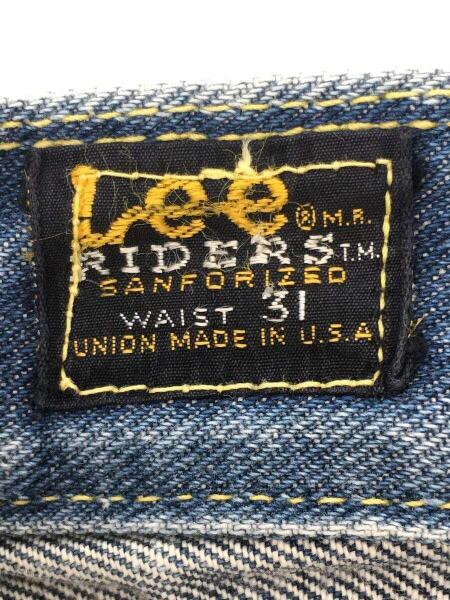 Lee ® M.R.
RIDERS T.M.
SANFORIZED
WAIST 31
UNION MADE IN U.S.A